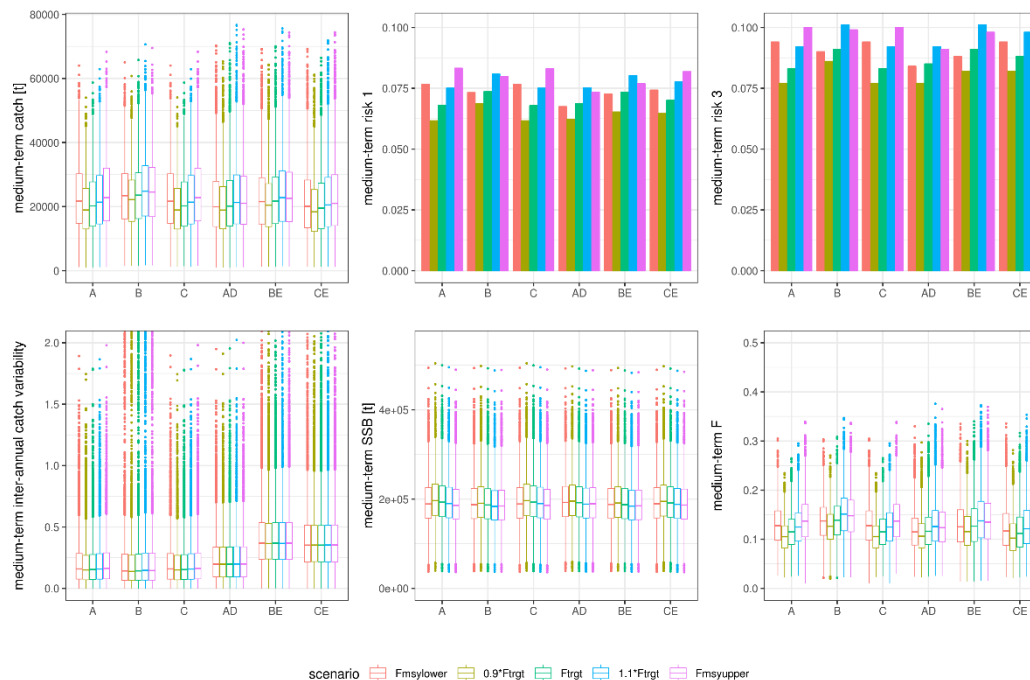 medium-term catch [t]
80000
60000
40000
20000
0
A B C AD BE CE
medium-term risk 1
0.100
0.075
0.050
0.025
0.000
A B C AD BE CE
medium-term risk 3
0.100
0.075
0.050
0.025
0.000
A B C AD BE CE
medium-term inter-annual catch variability
2.0
1.5
1.0
0.5
0.0
A B C AD BE CE
medium-term SSB [t]
4e+05
2e+05
0e+00
A B C AD BE CE
medium-term F
0.5
0.4
0.3
0.2
0.1
0.0
A B C AD BE CE
scenario Fmsylower 0.9*Ftrgt Ftrgt 1.1*Ftrgt Fmsyupper